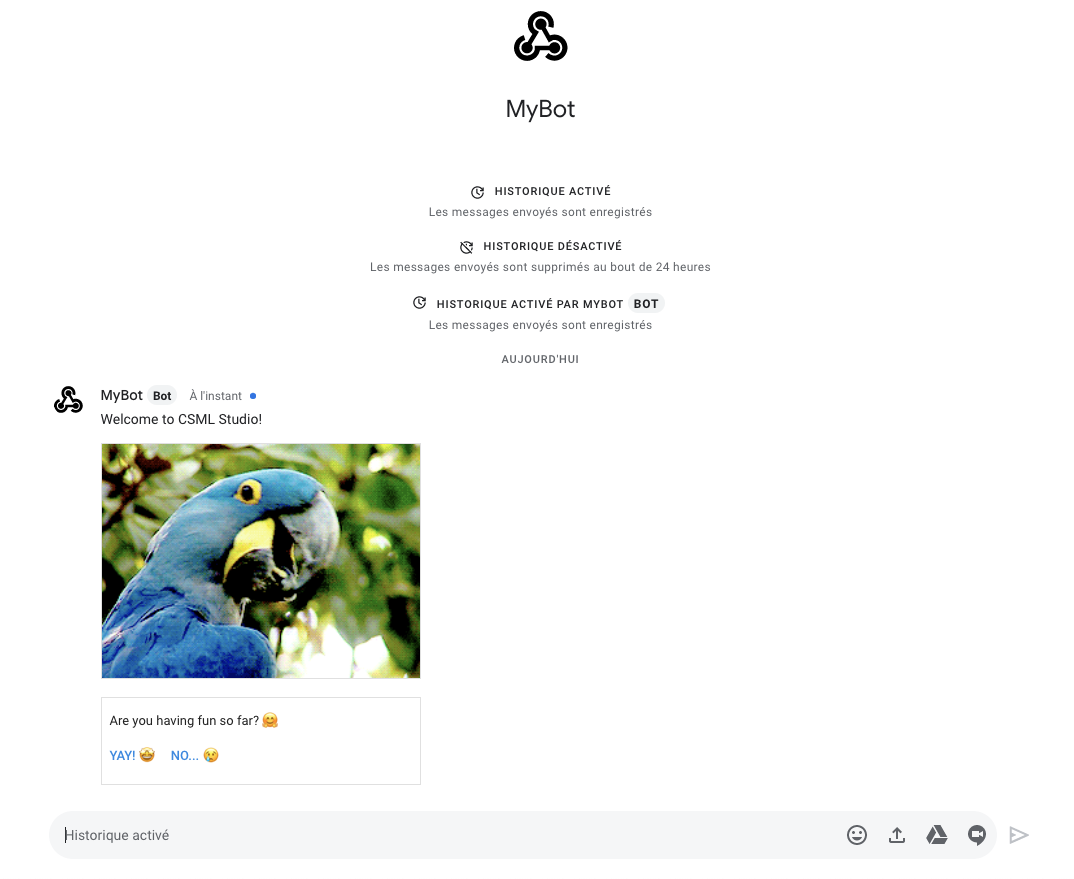 MyBot
HISTORIQUE ACTIVÉ
Les messages envoyés sont enregistrés
HISTORIQUE DÉSACTIVÉ
Les messages envoyés sont supprimés au bout de 24 heures
HISTORIQUE ACTIVÉ PAR MYBOT BOT
Les messages envoyés sont enregistrés
AUJOURD'HUI
MyBot Bot À l'instant
Welcome to CSML Studio!
Are you having fun so far? 🤗
YAY! 🤩 NO... 😢
Historique activé